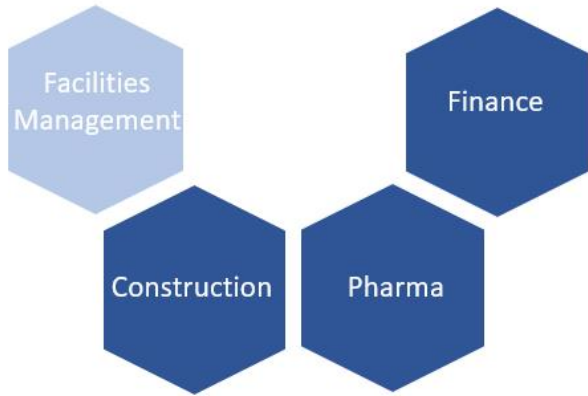 Facilities
Management
Finance
Construction
Pharma